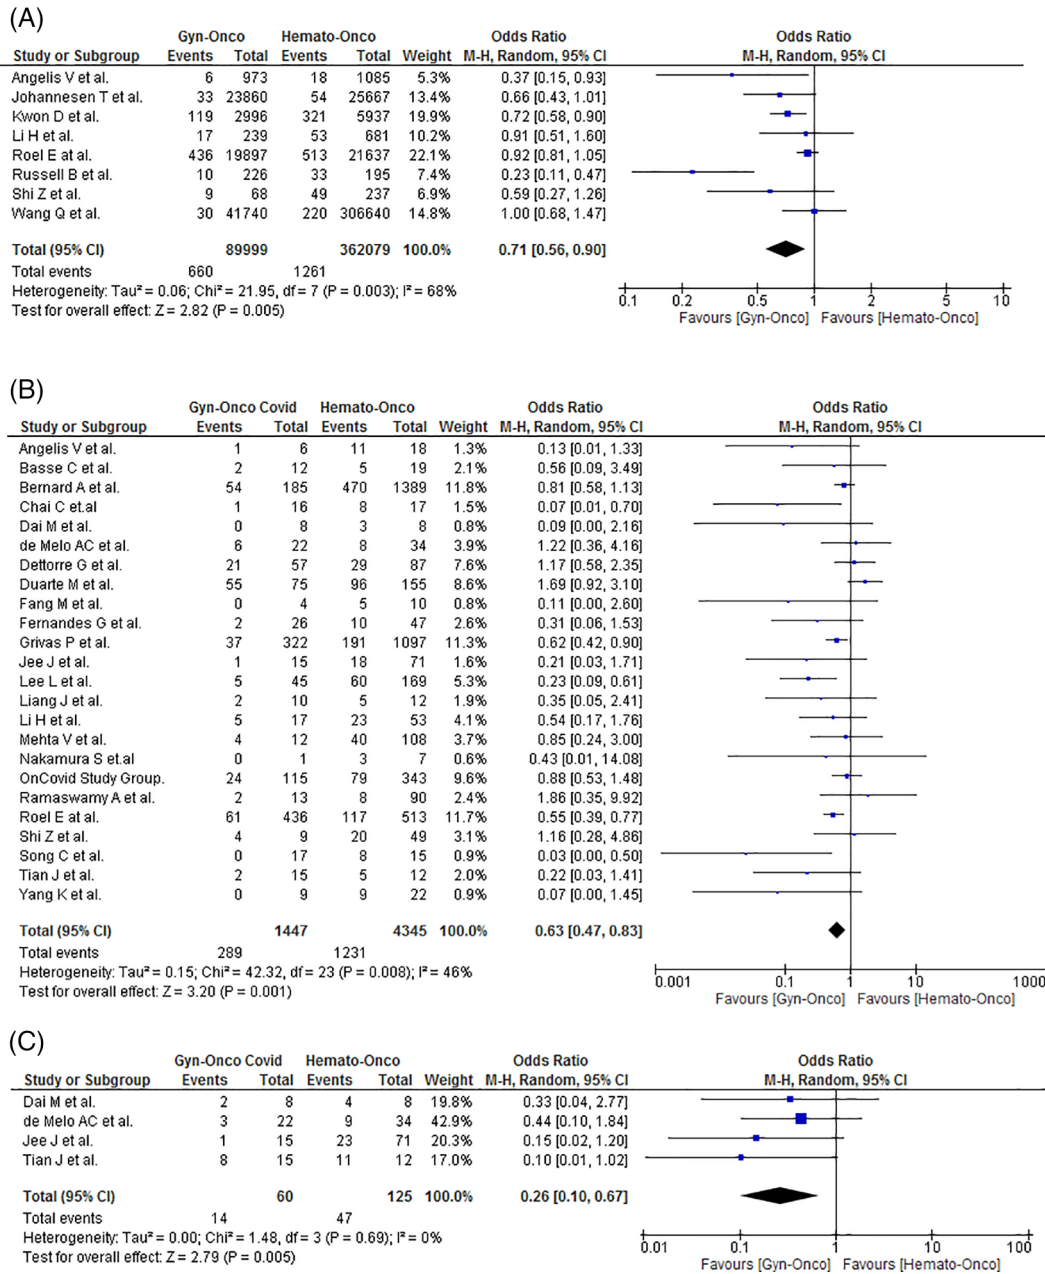 (A)
Gyn-Onco Hemato-Onco Odds Ratio Odds Ratio
Study or Subgroup Events Total Events Total Weight M-H, Random, 95% CI M-H, Random, 95% CI
Angelis V et al. 6 973 18 1085 5.3% 0.37 [0.15, 0.93]
Johannesen T et al. 33 23860 54 25667 13.4% 0.66 [0.43, 1.01]
Kwon D et al. 119 2996 321 5937 19.9% 0.72 [0.58, 0.90]
Li H et al. 17 239 53 681 10.2% 0.91 [0.51, 1.60]
Roel E at al. 436 19897 513 21637 22.1% 0.92 [0.81, 1.05]
Russell B et al. 10 226 33 195 7.4% 0.23 [0.11, 0.47]
Shi Z et al. 9 68 49 237 6.9% 0.59 [0.27, 1.26]
Wang Q et al. 30 41740 220 306640 14.8% 1.00 [0.68, 1.47]
Total (95% CI) 89999 362079 100.0% 0.71 [0.56, 0.90]
Total events 660 1261
Heterogeneity: Tau² = 0.06; Chi² = 21.95, df = 7 (P = 0.003); I² = 68%
Test for overall effect: Z = 2.82 (P = 0.005)
0.1 0.2 0.5 1 2 5 10
Favours [Gyn-Onco] Favours [Hemato-Onco]
(B)
Gyn-Onco Covid Hemato-Onco Odds Ratio Odds Ratio
Study or Subgroup Events Total Events Total Weight M-H, Random, 95% CI M-H, Random, 95% CI
Angelis V et al. 1 6 11 18 1.3% 0.13 [0.01, 1.33]
Basse C et al. 2 12 5 19 2.1% 0.56 [0.09, 3.49]
Bernard A et al. 54 185 470 1389 11.8% 0.81 [0.58, 1.13]
Chai C et.al 1 16 8 17 1.5% 0.07 [0.01, 0.70]
Dai M et al. 0 8 3 8 0.8% 0.09 [0.00, 2.16]
de Melo AC et al. 6 22 8 34 3.9% 1.22 [0.36, 4.16]
Dettorre G et al. 21 57 29 87 7.6% 1.17 [0.58, 2.35]
Duarte M et al. 55 75 96 155 8.6% 1.69 [0.92, 3.10]
Fang M et al. 0 4 5 10 0.8% 0.11 [0.00, 2.60]
Fernandes G et al. 2 26 10 47 2.6% 0.31 [0.06, 1.53]
Grivas P et al. 37 322 191 1097 11.3% 0.62 [0.42, 0.90]
Jee J et al. 1 15 18 71 1.6% 0.21 [0.03, 1.71]
Lee L et al. 5 45 60 169 5.3% 0.23 [0.09, 0.61]
Liang J et al. 2 10 5 12 1.9% 0.35 [0.05, 2.41]
Li H et al. 5 17 23 53 4.1% 0.54 [0.17, 1.76]
Mehta V et al. 4 12 40 108 3.7% 0.85 [0.24, 3.00]
Nakamura S et.al 0 1 3 7 0.6% 0.43 [0.01, 14.08]
OnCovid Study Group. 24 115 79 343 9.6% 0.88 [0.53, 1.48]
Ramaswamy A et al. 2 13 8 90 2.4% 1.86 [0.35, 9.92]
Roel E at al. 61 436 117 513 11.7% 0.55 [0.39, 0.77]
Shi Z et al. 4 9 20 49 3.1% 1.16 [0.28, 4.86]
Song C et al. 0 17 8 15 0.9% 0.03 [0.00, 0.50]
Tian J et al. 2 15 5 12 2.0% 0.22 [0.03, 1.41]
Yang K et al. 0 9 9 22 0.9% 0.07 [0.00, 1.45]
Total (95% CI) 1447 4345 100.0% 0.63 [0.47, 0.83]
Total events 289 1231
Heterogeneity: Tau² = 0.15; Chi² = 42.32, df = 23 (P = 0.008); I² = 46%
Test for overall effect: Z = 3.20 (P = 0.001)
0.001 0.1 1 10 1000
Favours [Gyn-Onco] Favours [Hemato-Onco]
(C)
Gyn-Onco Covid Hemato-Onco Odds Ratio Odds Ratio
Study or Subgroup Events Total Events Total Weight M-H, Random, 95% CI M-H, Random, 95% CI
Dai M et al. 2 8 4 8 19.8% 0.33 [0.04, 2.77]
de Melo AC et al. 3 22 9 34 42.9% 0.44 [0.10, 1.84]
Jee J et al. 1 15 23 71 20.3% 0.15 [0.02, 1.20]
Tian J et al. 8 15 11 12 17.0% 0.10 [0.01, 1.02]
Total (95% CI) 60 125 100.0% 0.26 [0.10, 0.67]
Total events 14 47
Heterogeneity: Tau² = 0.00; Chi² = 1.48, df = 3 (P = 0.69); I² = 0%
Test for overall effect: Z = 2.79 (P = 0.005)
0.01 0.1 1 10 100
Favours [Gyn-Onco] Favours [Hemato-Onco]